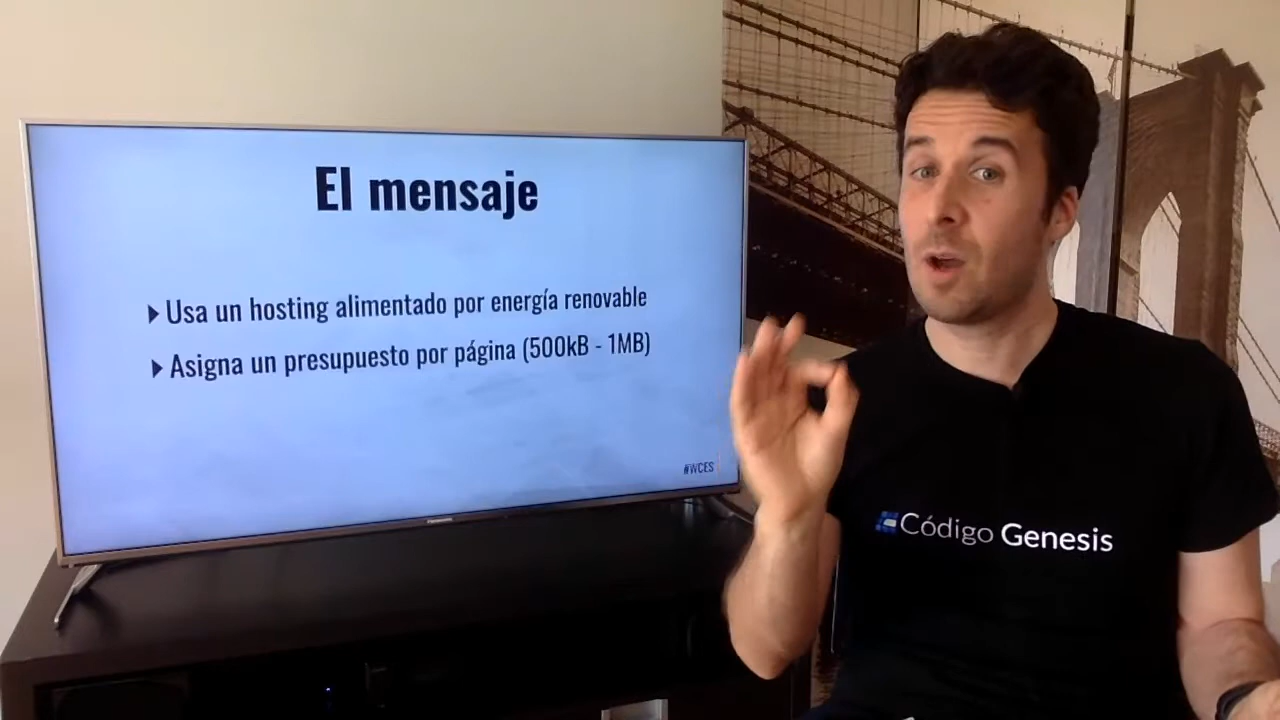 El mensaje
Usa un hosting alimentado por energía renovable
Asigna un presupuesto por página (500kB - 1MB)
#WCES
Código Genesis